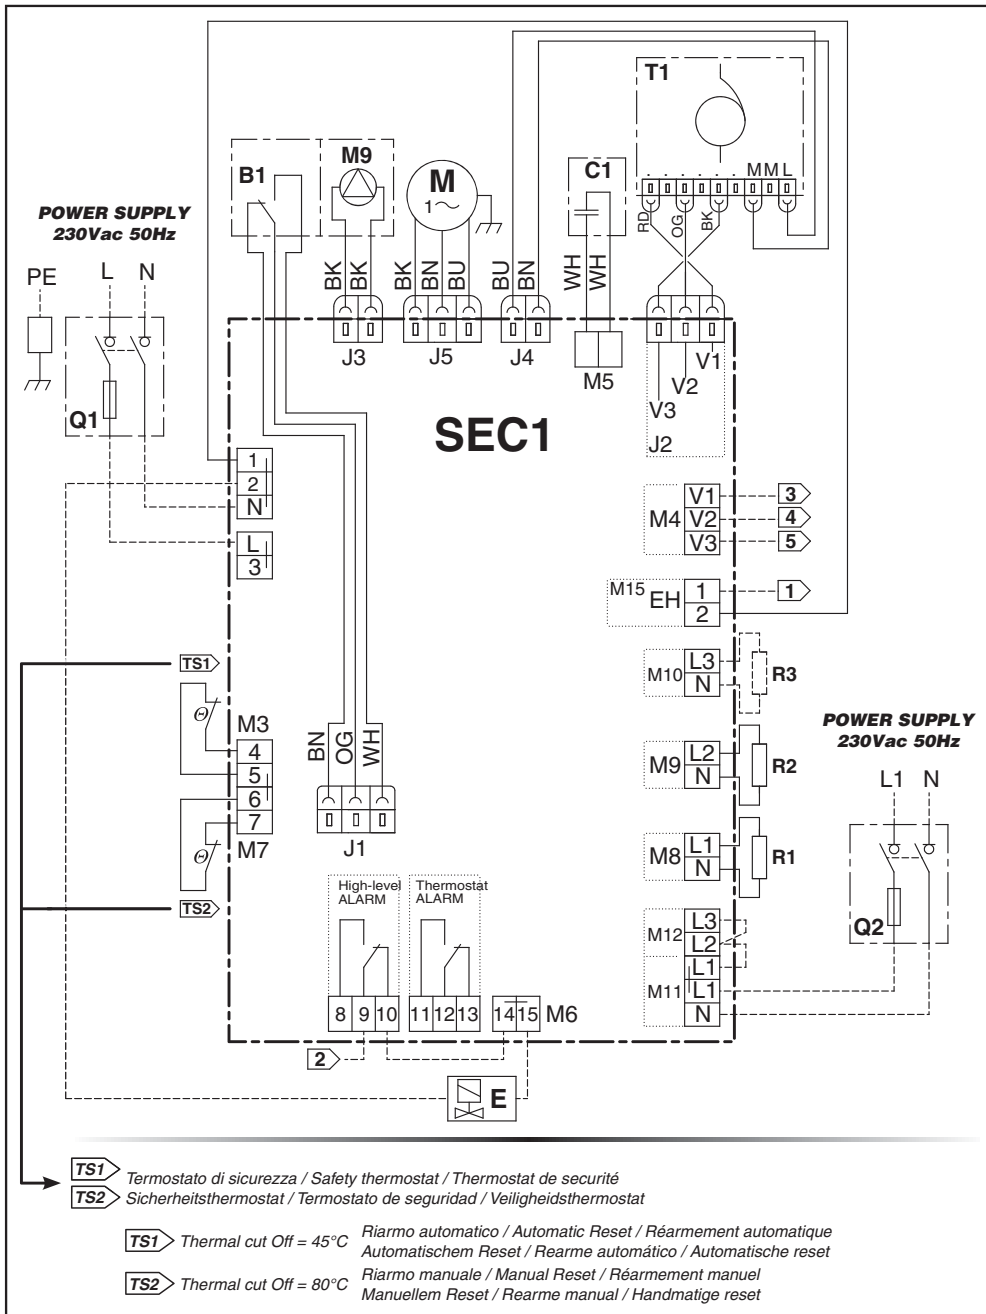 T1
M9
B1
M
1~
C1
M M L
RD
OG
BK
POWER SUPPLY
230Vac 50Hz
PE
L
N
BK
BK
BK
BN
BU
BU
BN
WH
WH
J3
J5
J4
M5
V1
V2
V3
J2
Q1
SEC1
1
2
N
L
3
M4
V1
V2
V3
3
4
5
M15
EH
1
2
1
TS1
M10
L3
N
R3
Θ
M3
4
5
6
7
M7
Θ
TS2
BN
OG
WH
J1
M9
L2
N
R2
POWER SUPPLY
230Vac 50Hz
L1
N
M8
L1
N
R1
Q2
High-level
ALARM
Thermostat
ALARM
M12
L3
L2
L1
M11
L1
N
8
9
10
11
12
13
14
15
M6
2
E
TS1
Termostato di sicurezza / Safety thermostat / Thermostat de securité
TS2
Sicherheitsthermostat / Termostato de seguridad / Veiligheidsthermostat
TS1 Thermal cut Off = 45°C
Riarmo automatico / Automatic Reset / Réarmement automatique
Automatischem Reset / Rearme automático / Automatische reset
TS2 Thermal cut Off = 80°C
Riarmo manuale / Manual Reset / Réarmement manuel
Manuellem Reset / Rearme manual / Handmatige reset